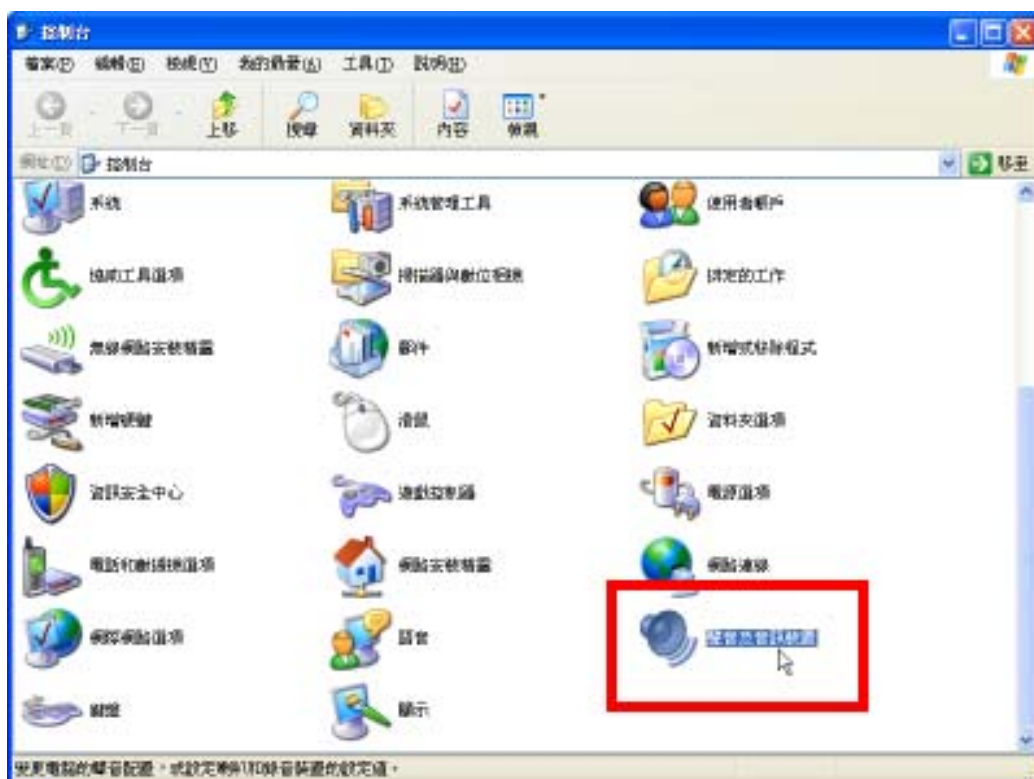 控制台
檔案(F) 編輯(E) 檢視(V) 我的最愛(A) 工具(T) 說明(H)
上一頁 下一頁 上移 搜尋 資料夾 內容 檢視
網址(D) 控制台 移至
系統 系統管理工具 使用者帳戶
協助工具選項 掃描器與數位相機 排定的工作
無線網路安裝精靈 郵件 新增或移除程式
新增硬體 滑鼠 資料夾選項
資訊安全中心 遊戲控制器 電源選項
電話和數據機選項 網路安裝精靈 網路連線
網際網路選項 語音 聲音及音訊裝置
鍵盤 顯示
變更電腦的聲音配置，或設定喇叭和錄音裝置的設定值。